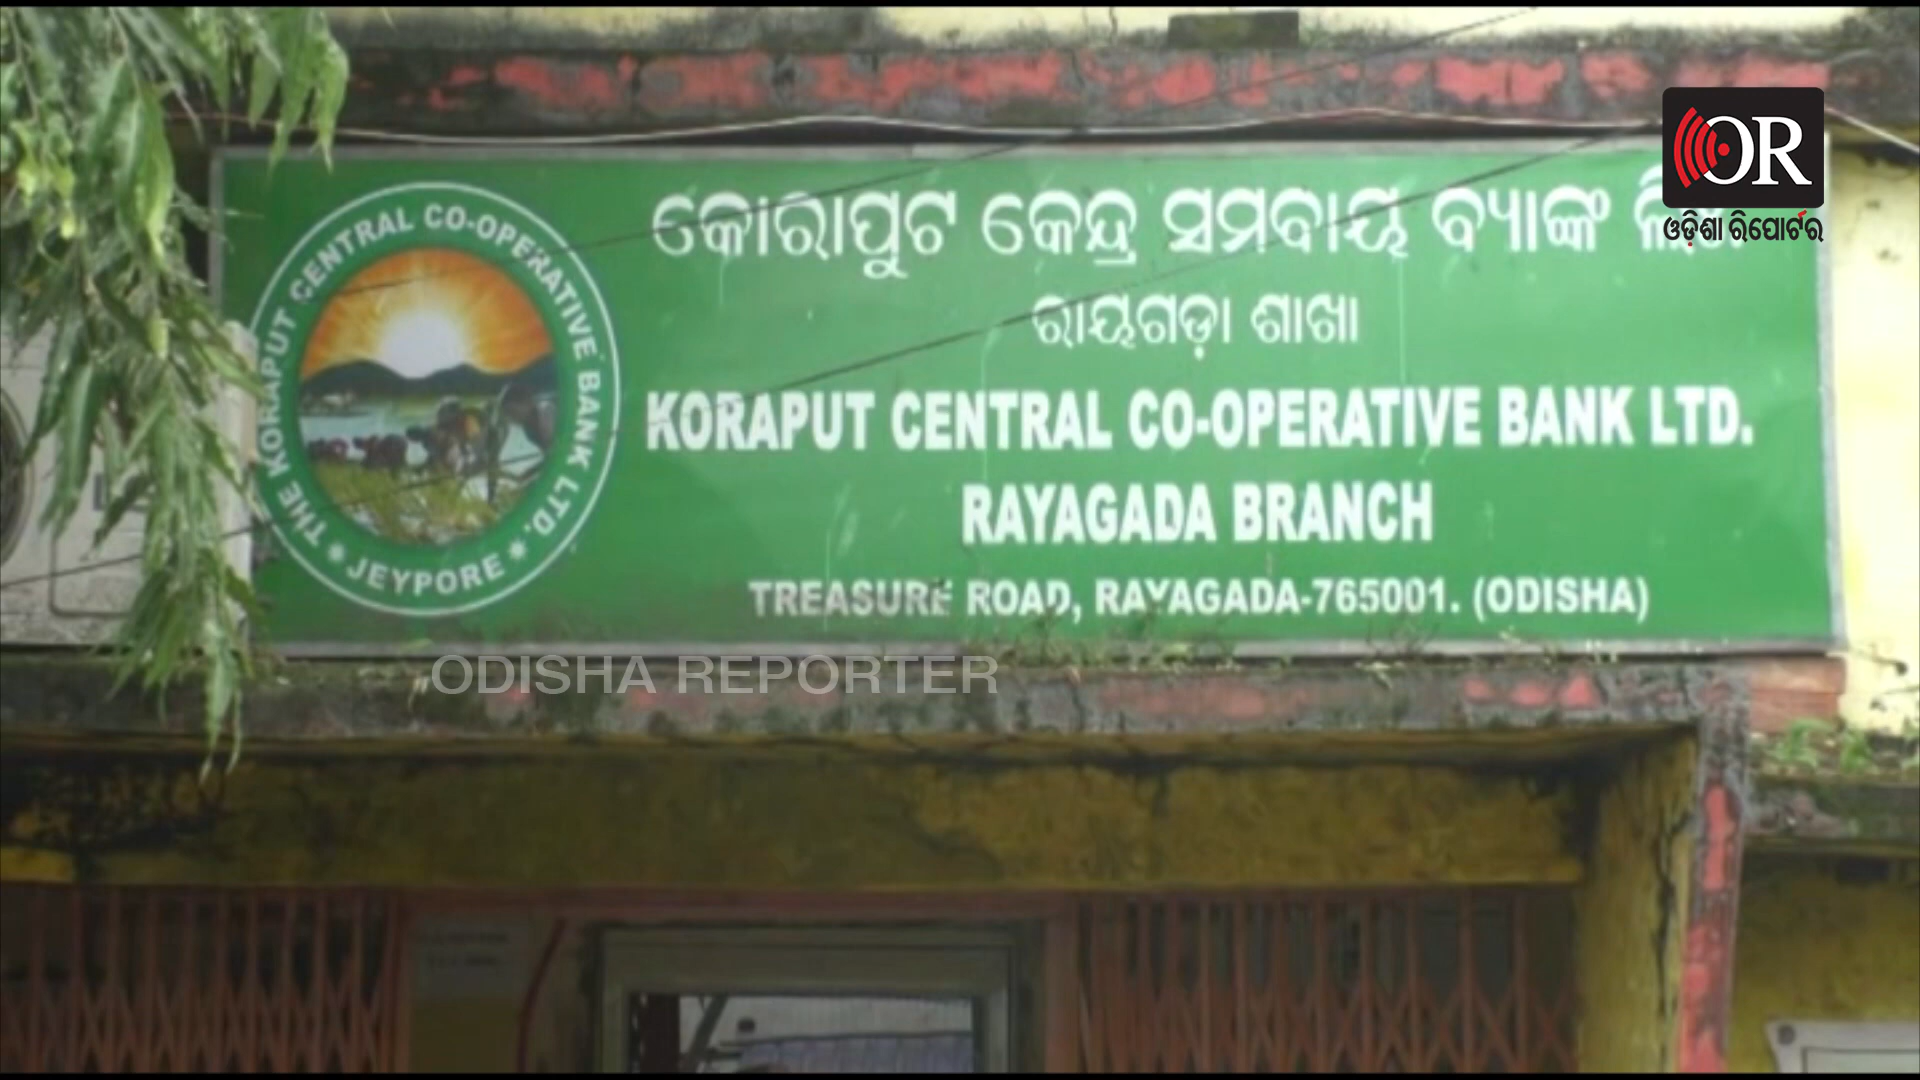 OR
ଓଡ଼ିଶା ରିପୋର୍ଟର
THE KORAPUT CENTRAL CO-OPERATIVE BANK LTD.
* JEYPORE *
କୋରାପୁଟ କେନ୍ଦ୍ର ସମବାୟ ବ୍ୟାଙ୍କ
ରାୟଗଡ଼ା ଶାଖା
KORAPUT CENTRAL CO-OPERATIVE BANK LTD.
RAYAGADA BRANCH
TREASURE ROAD, RAYAGADA-765001. (ODISHA)
ODISHA REPORTER